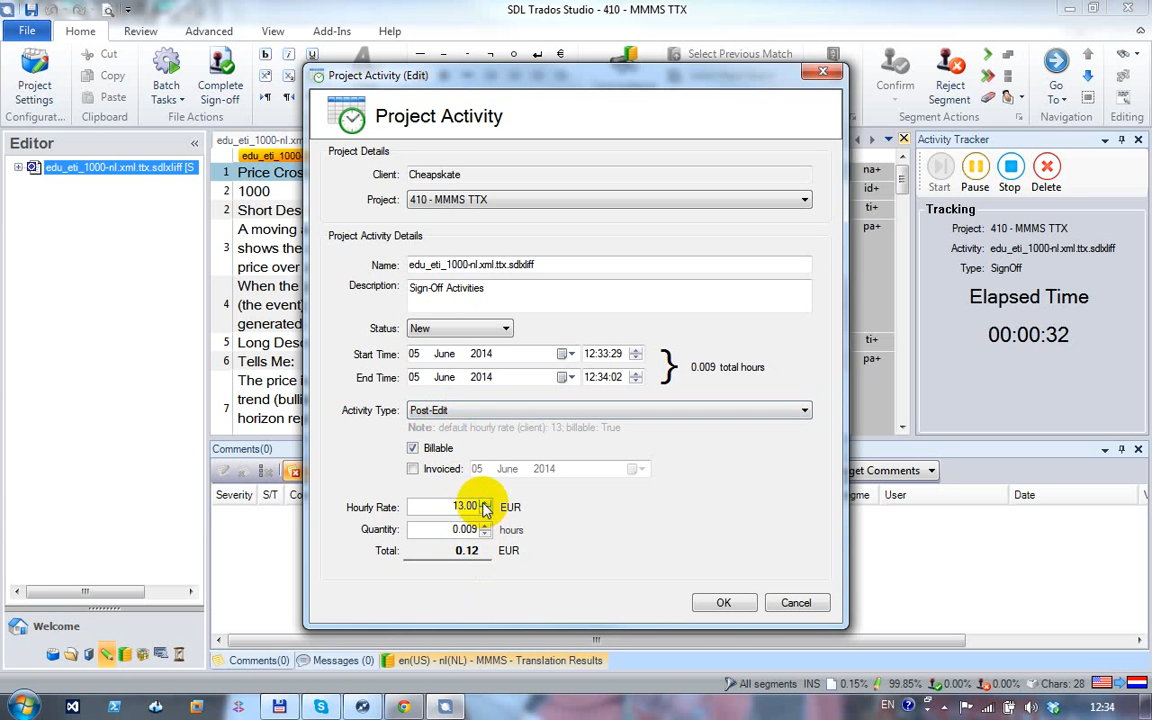 SDL Trados Studio - 410 - MMMS TTX
File Home Review Advanced View Add-Ins Help
Cut
Copy
Paste
Project Settings
Batch Tasks
Complete Sign-off
Select Previous Match
Confirm
Reject Segment
Go To
Clipboard
File Actions
Segment Actions
Navigation
Editing
Editor
edu_eti_1000-nl.xml.ttx.sdlxliff [S
1 Price Cros
2 1000
2 Short Des
3 A moving
shows the
price over
4 When the
(the event)
generated
5 Long Des
6 Tells Me:
7 The price i
trend (bulli
horizon rep
na+
id+
ti+
pa+
ti+
pa+
Project Activity (Edit)
Project Activity
Project Details
Client: Cheapskate
Project: 410 - MMMS TTX
Project Activity Details
Name: edu_eti_1000-nl.xml.ttx.sdlxliff
Description: Sign-Off Activities
Status: New
Start Time: 05 June 2014 12:33:29
End Time: 05 June 2014 12:34:02
0.009 total hours
Activity Type: Post-Edit
Note: default hourly rate (client): 13; billable: True
Billable
Invoiced: 05 June 2014
Hourly Rate: 13.00 EUR
Quantity: 0.009 hours
Total: 0.12 EUR
OK Cancel
Activity Tracker
Start Pause Stop Delete
Tracking
Project: 410 - MMMS TTX
Activity: edu_eti_1000-nl.xml.ttx.sdlxliff
Type: SignOff
Elapsed Time
00:00:32
Comments(0)
Severity S/T
User Date
Welcome
Comments(0) Messages (0) en(US) - nl(NL) - MMMS - Translation Results
All segments INS 0.15% 99.85% 0.00% 0.00% Chars: 28
EN 12:34